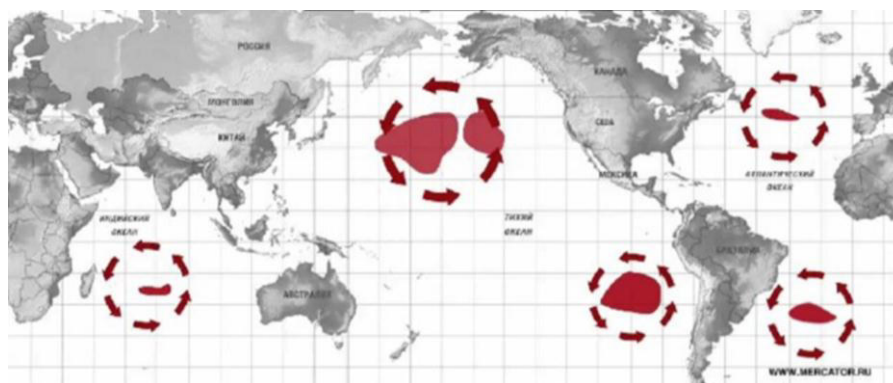 РОССИЯ
КАНАДА
МОНГОЛИЯ
КИТАЙ
США
МЕКСИКА
АТЛАНТИЧЕСКИЙ
ОКЕАН
ИНДИЙСКИЙ
ОКЕАН
ТИХИЙ
ОКЕАН
БРАЗИЛИЯ
АВСТРАЛИЯ
WWW.MERCATOR.RU